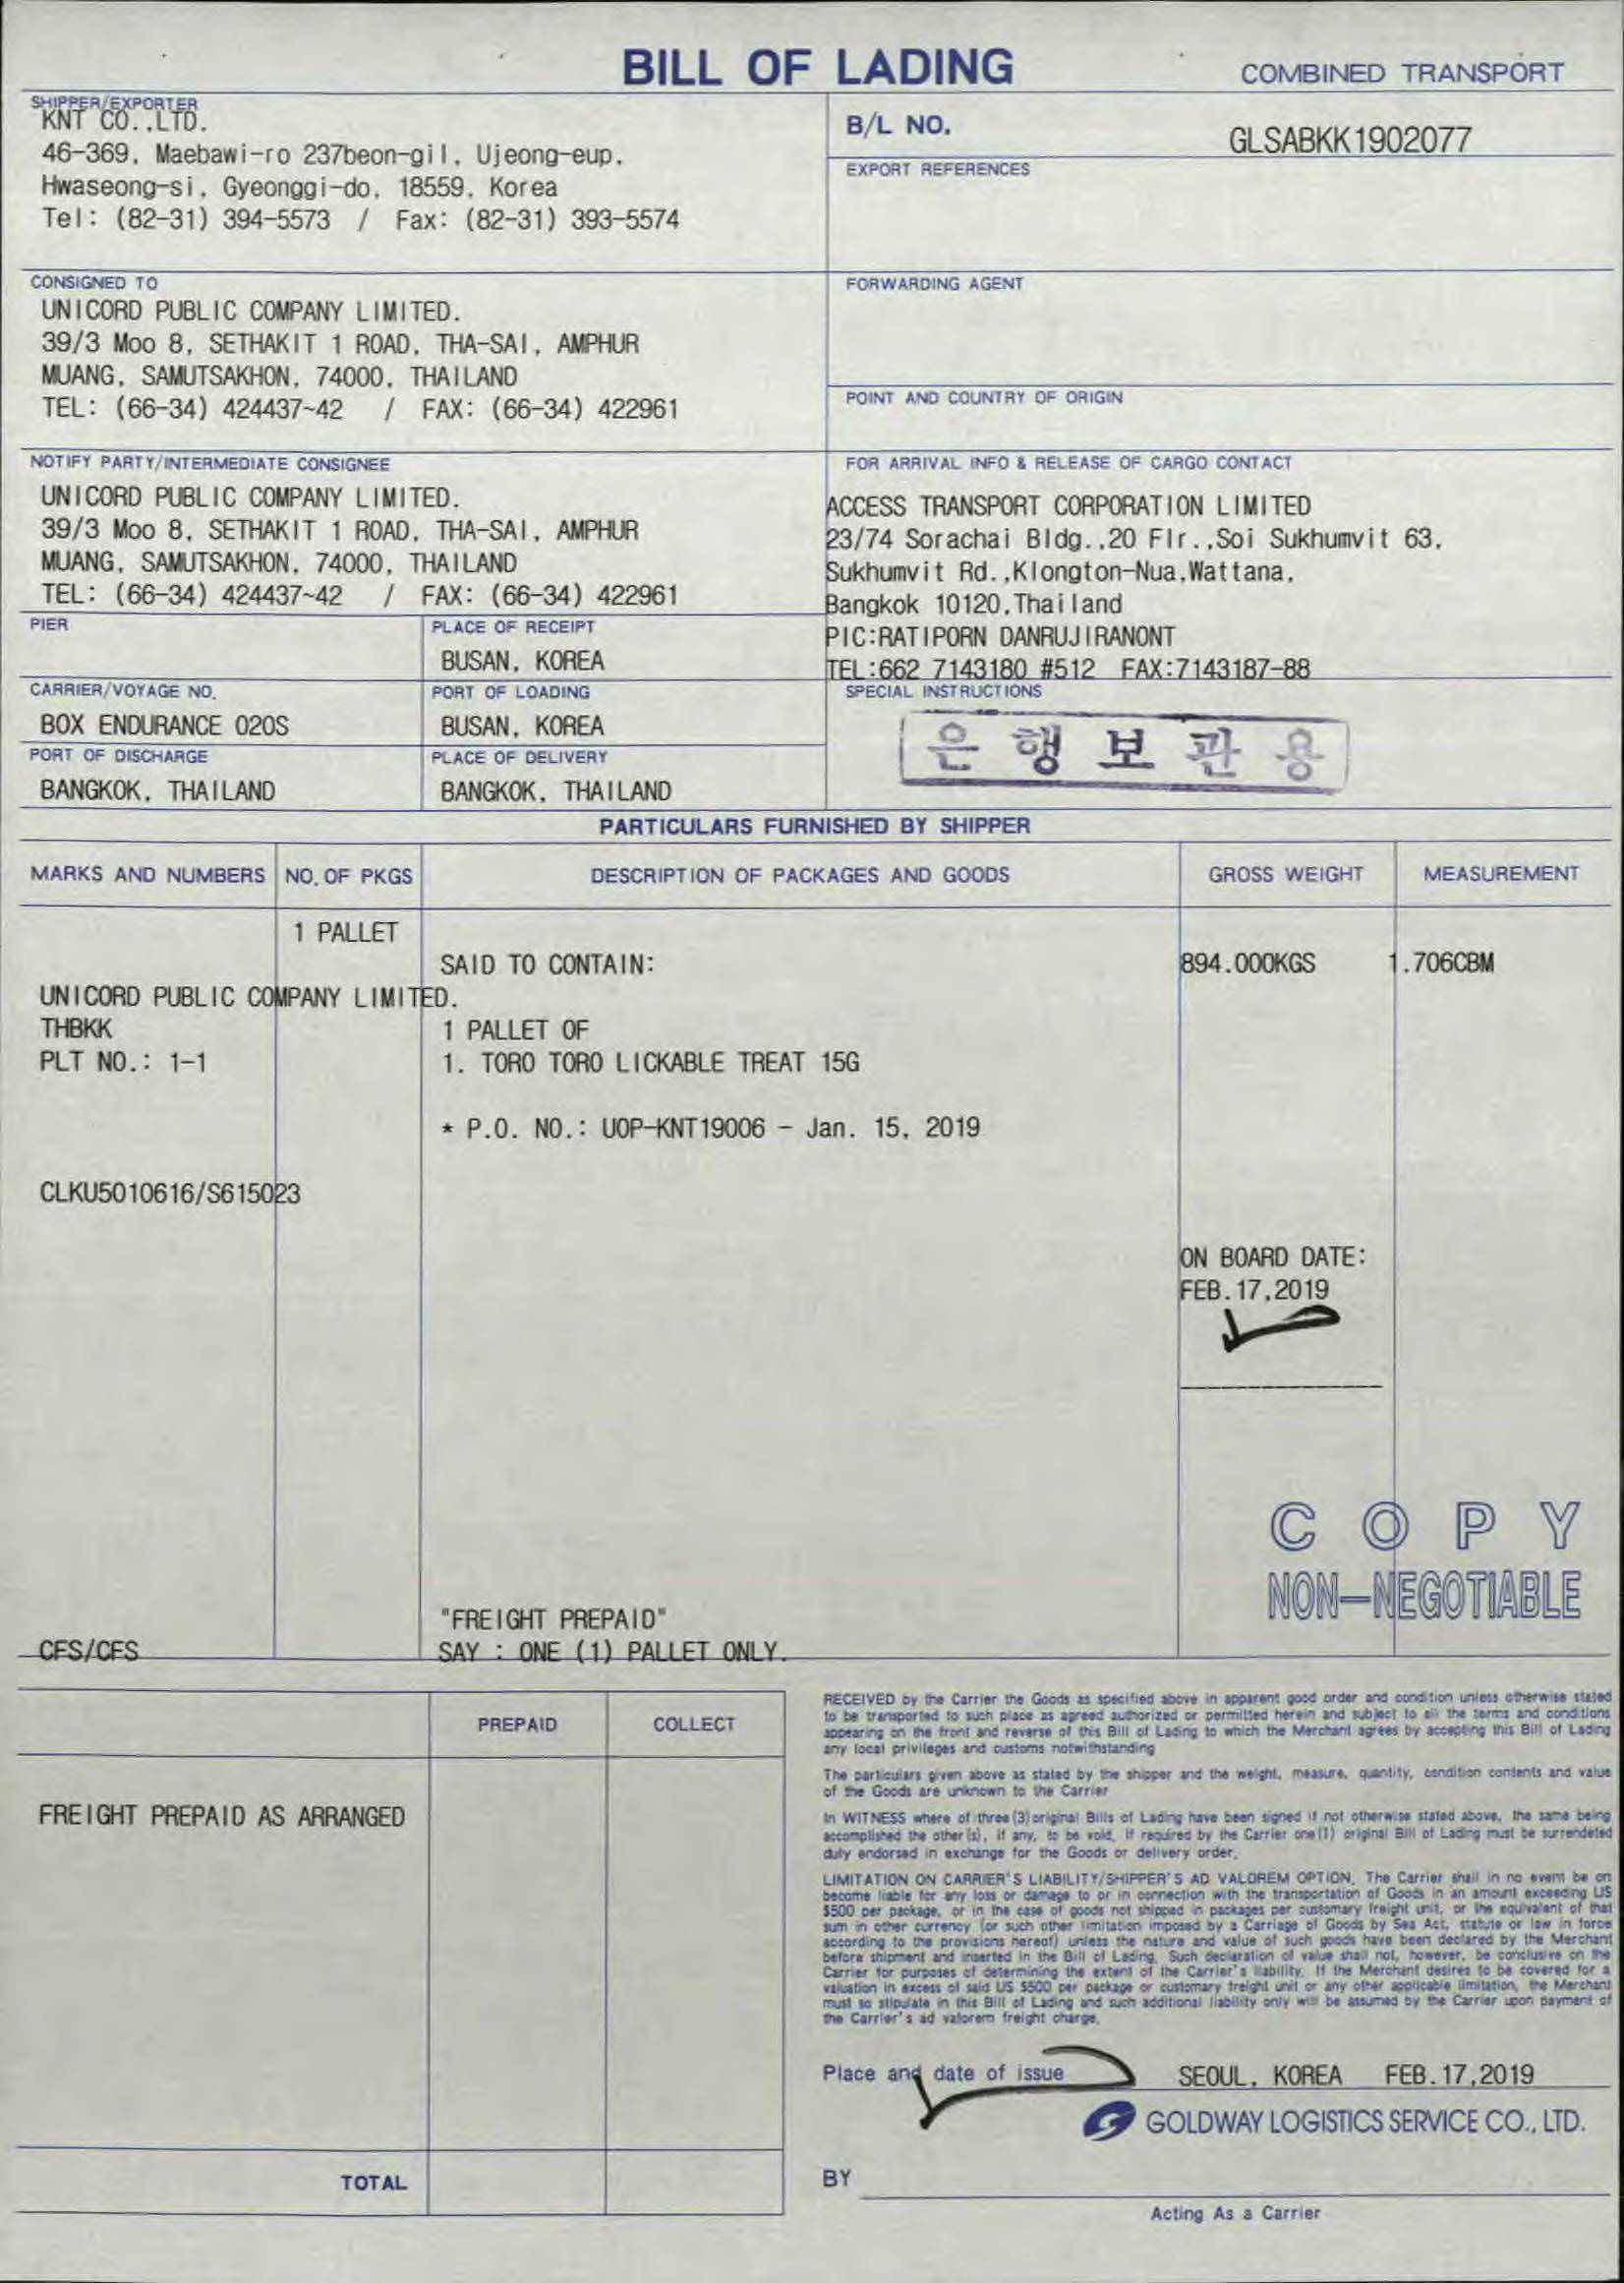 BILL OF LADING
COMBINED TRANSPORT
SHIPPER/EXPORTER
KNT CO.,LTD.
46-369, Maebawi-ro 237beon-gil, Ujeong-eup,
Hwaseong-si, Gyeonggi-do, 18559, Korea
Tel: (82-31) 394-5573 / Fax: (82-31) 393-5574
B/L NO.
GLSABKK1902077
EXPORT REFERENCES
CONSIGNED TO
UNICORD PUBLIC COMPANY LIMITED.
39/3 Moo 8, SETHAKIT 1 ROAD, THA-SAI, AMPHUR
MUANG, SAMUTSAKHON, 74000, THAILAND
TEL: (66-34) 424437~42 / FAX: (66-34) 422961
FORWARDING AGENT
POINT AND COUNTRY OF ORIGIN
NOTIFY PARTY/INTERMEDIATE CONSIGNEE
UNICORD PUBLIC COMPANY LIMITED.
39/3 Moo 8, SETHAKIT 1 ROAD, THA-SAI, AMPHUR
MUANG, SAMUTSAKHON, 74000, THAILAND
TEL: (66-34) 424437~42 / FAX: (66-34) 422961
FOR ARRIVAL INFO & RELEASE OF CARGO CONTACT
ACCESS TRANSPORT CORPORATION LIMITED
23/74 Sorachai Bldg.,20 Flr.,Soi Sukhumvit 63,
Sukhumvit Rd.,Klongton-Nua,Wattana,
Bangkok 10120,Thailand
PIC:RATIPORN DANRUJIRANONT
TEL:662 7143180 #512 FAX:7143187-88
PIER
PLACE OF RECEIPT
BUSAN, KOREA
CARRIER/VOYAGE NO.
BOX ENDURANCE 020S
PORT OF LOADING
BUSAN, KOREA
PORT OF DISCHARGE
BANGKOK, THAILAND
PLACE OF DELIVERY
BANGKOK, THAILAND
SPECIAL INSTRUCTIONS
은행보관용
PARTICULARS FURNISHED BY SHIPPER
MARKS AND NUMBERS NO. OF PKGS DESCRIPTION OF PACKAGES AND GOODS GROSS WEIGHT MEASUREMENT
1 PALLET
SAID TO CONTAIN: 894.000KGS 1.706CBM
UNICORD PUBLIC COMPANY LIMITED.
THBKK 1 PALLET OF
PLT NO.: 1-1 1. TORO TORO LICKABLE TREAT 15G
* P.O. NO.: UOP-KNT19006 - Jan. 15, 2019
CLKU5010616/S615023
ON BOARD DATE:
FEB.17,2019
COPY
NON-NEGOTIABLE
"FREIGHT PREPAID"
CFS/CFS SAY : ONE (1) PALLET ONLY.
PREPAID COLLECT
FREIGHT PREPAID AS ARRANGED
TOTAL
RECEIVED by the Carrier the Goods as specified above in apparent good order and condition unless otherwise stated
to be transported to such place as agreed authorized or permitted herein and subject to all the terms and conditions
appearing on the front and reverse of this Bill of Lading to which the Merchant agrees by accepting this Bill of Lading
any local privileges and customs notwithstanding
The particulars given above as stated by the shipper and the weight, measure, quantity, condition contents and value
of the Goods are unknown to the Carrier
In WITNESS where of three (3) original Bills of Lading have been signed if not otherwise stated above, the same being
accomplished the other(s), if any, to be void. If required by the Carrier one(1) original Bill of Lading must be surrendeted
duty endorsed in exchange for the Goods or delivery order.
LIMITATION ON CARRIER'S LIABILITY/SHIPPER'S AD VALOREM OPTION, The Carrier shall in no event be on
become liable for any loss or damage to or in connection with the transportation of Goods in an amount exceeding US
$500 per package, or in the case of goods not shipped in packages per customary freight unit, or the equivalent of that
sum in other currency (or such other limitation imposed by a Carriage of Goods by Sea Act, statute or law in force
according to the provisions hereof) unless the nature and value of such goods have been declared by the Merchant
before shipment and inserted in the Bill of Lading. Such declaration of value shall not, however, be conclusive on the
Carrier for purposes of determining the extent of the Carrier's liability. If the Merchant desires to be covered for a
valuation in excess of said US $500 per package or customary freight unit or any other applicable limitation, the Merchant
must so stipulate in this Bill of Lading and such additional liability only will be assumed by the Carrier upon payment of
the Carrier's ad valorem freight charge.
Place and date of issue SEOUL, KOREA FEB.17,2019
GOLDWAY LOGISTICS SERVICE CO., LTD.
BY
Acting As a Carrier